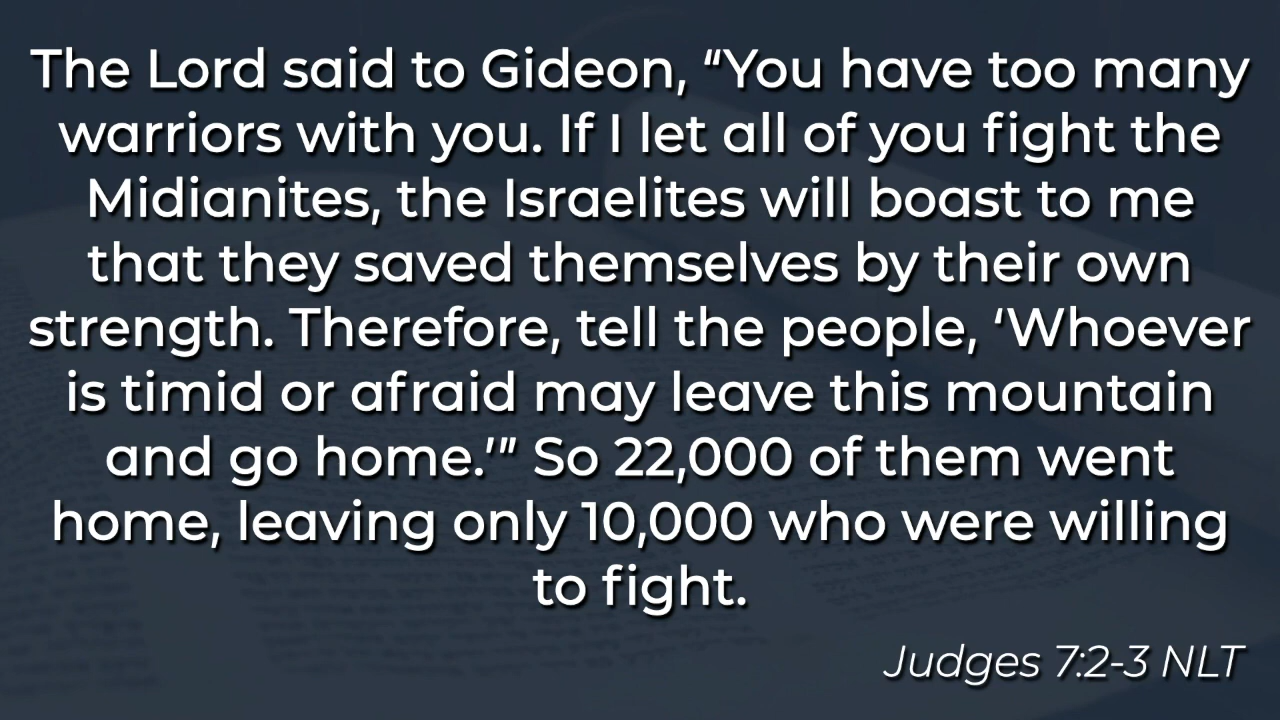 The Lord said to Gideon, “You have too many
warriors with you. If I let all of you fight the
Midianites, the Israelites will boast to me
that they saved themselves by their own
strength. Therefore, tell the people, ‘Whoever
is timid or afraid may leave this mountain
and go home.’” So 22,000 of them went
home, leaving only 10,000 who were willing
to fight.
Judges 7:2-3 NLT